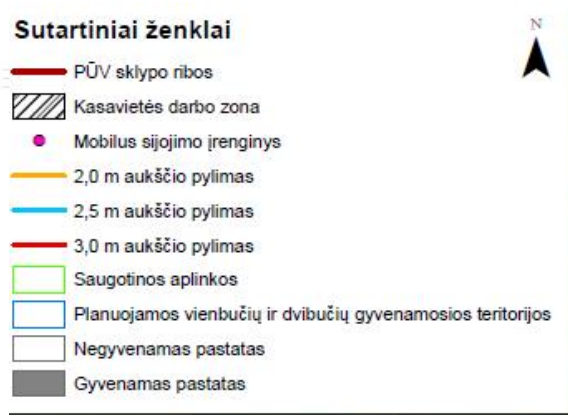 Sutartiniai ženklai
N
PŪV sklypo ribos
Kasavietės darbo zona
Mobilus sijojimo įrenginys
2,0 m aukščio pylimas
2,5 m aukščio pylimas
3,0 m aukščio pylimas
Saugotinos aplinkos
Planuojamos vienbučių ir dvibučių gyvenamosios teritorijos
Negyvenamas pastatas
Gyvenamas pastatas